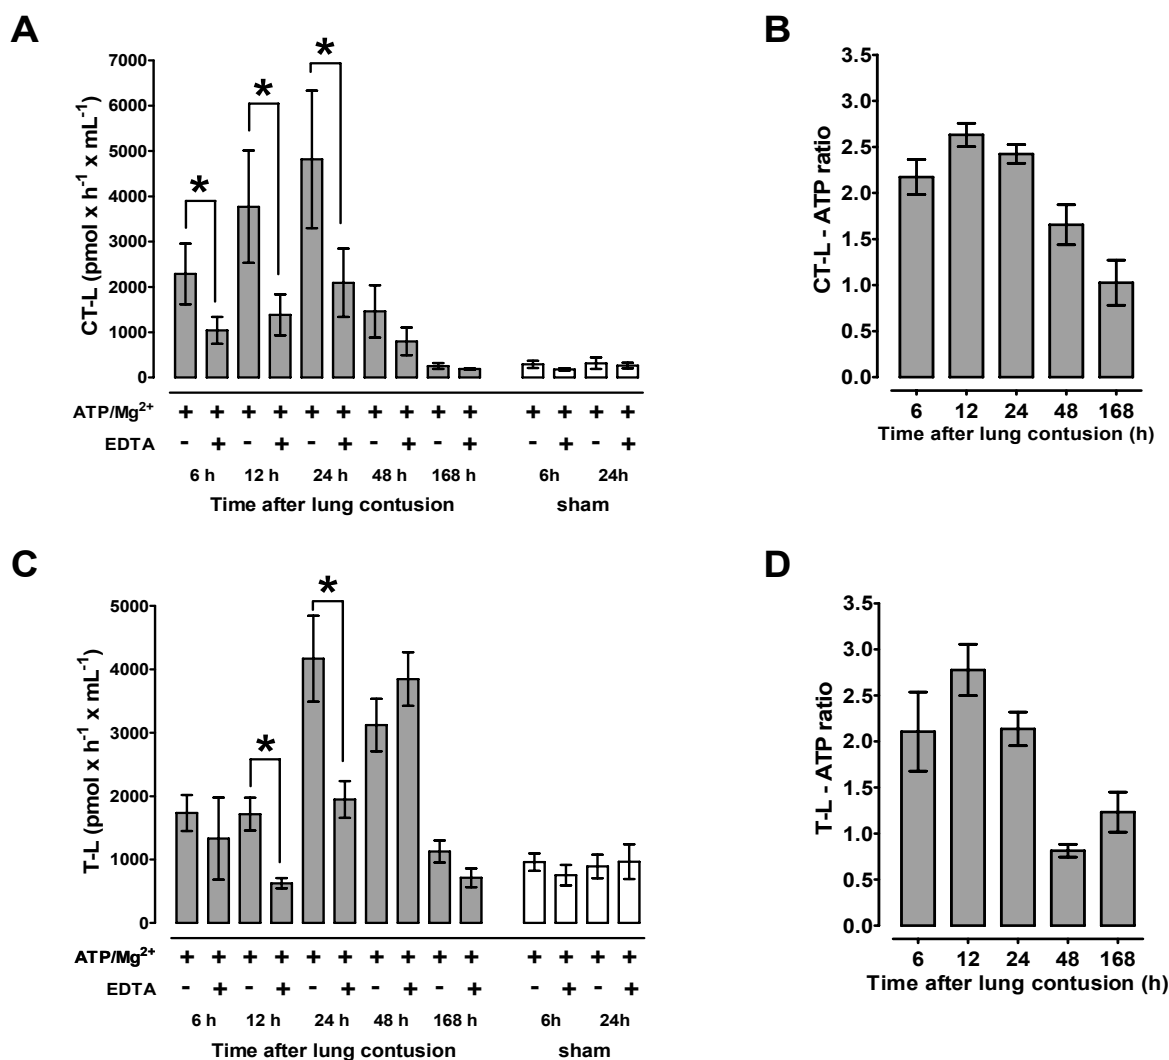 A
CT-L (pmol x h⁻¹ x mL⁻¹)
7000
6000
5000
4000
3000
2000
1000
0
* * *
ATP/Mg²⁺ + + + + + + + + + + + + + +
EDTA - + - + - + - + - + - + - +
6 h 12 h 24 h 48 h 168 h 6h 24h
Time after lung contusion sham
B
CT-L - ATP ratio
3.5
3.0
2.5
2.0
1.5
1.0
0.5
0.0
6 12 24 48 168
Time after lung contusion (h)
C
T-L (pmol x h⁻¹ x mL⁻¹)
5000
4000
3000
2000
1000
0
* *
ATP/Mg²⁺ + + + + + + + + + + + + + +
EDTA - + - + - + - + - + - + - +
6 h 12 h 24 h 48 h 168 h 6h 24h
Time after lung contusion sham
D
T-L - ATP ratio
3.5
3.0
2.5
2.0
1.5
1.0
0.5
0.0
6 12 24 48 168
Time after lung contusion (h)